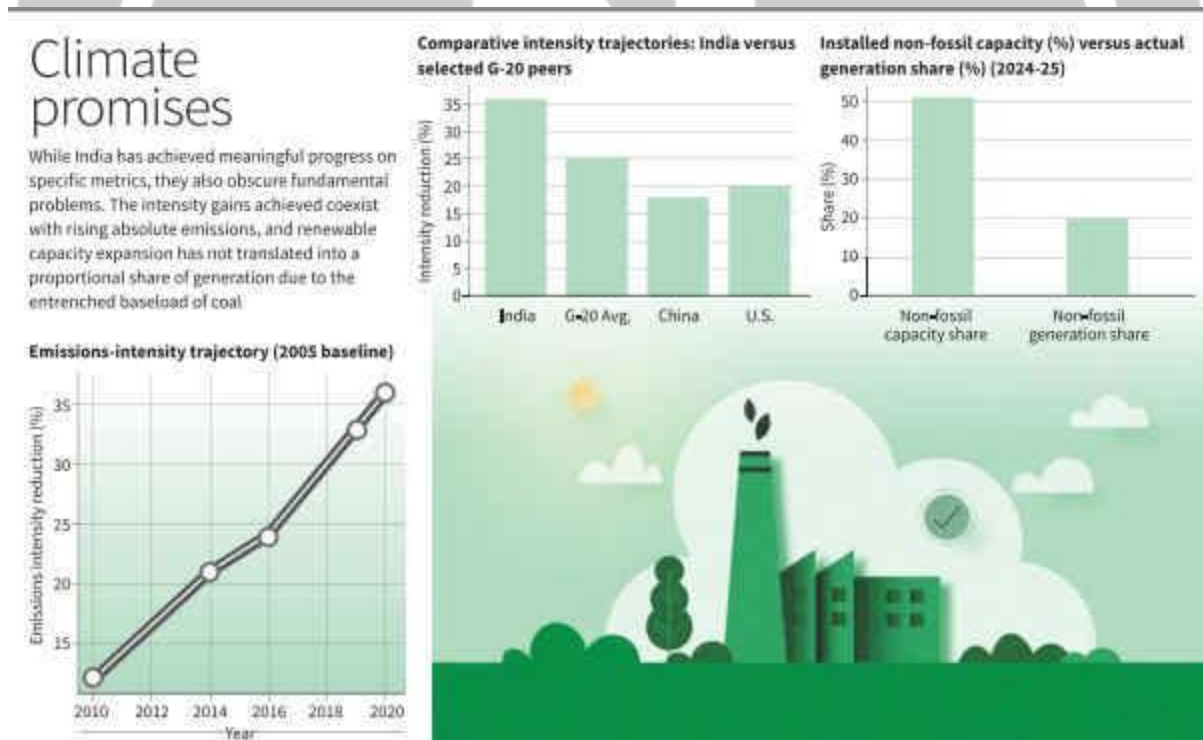 Climate
promises
While India has achieved meaningful progress on
specific metrics, they also obscure fundamental
problems. The intensity gains achieved coexist
with rising absolute emissions, and renewable
capacity expansion has not translated into a
proportional share of generation due to the
entrenched baseload of coal
Emissions-intensity trajectory (2005 baseline)
Emissions intensity reduction (%)
35
30
25
20
15
2010 2012 2014 2016 2018 2020
Year
Comparative intensity trajectories: India versus
selected G-20 peers
Intensity reduction (%)
35
30
25
20
15
10
5
0
India G-20 Avg. China U.S.
Installed non-fossil capacity (%) versus actual
generation share (%) (2024-25)
Share (%)
50
40
30
20
10
0
Non-fossil Non-fossil
capacity share generation share